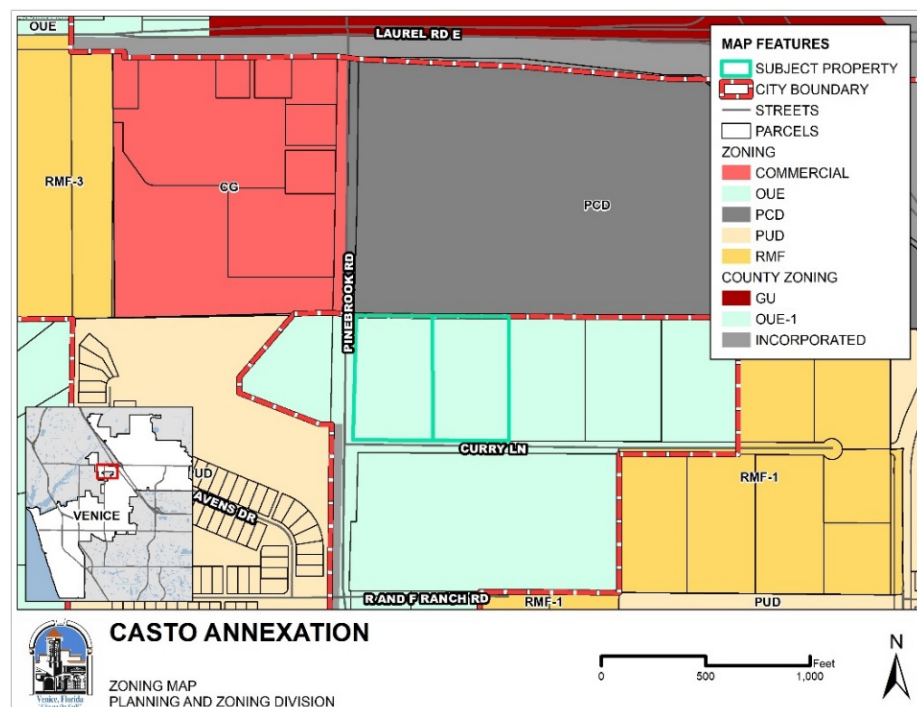 OUE
LAUREL RD E
MAP FEATURES
SUBJECT PROPERTY
CITY BOUNDARY
STREETS
PARCELS
ZONING
COMMERCIAL
OUE
PCD
PUD
RMF
COUNTY ZONING
GU
OUE-1
INCORPORATED
RMF-3
CG
PCD
PINEBROOK RD
CURRY LN
UD
AVENS DR
VENICE
RMF-1
R AND F RANCH RD
RMF-1
PUD
CASTO ANNEXATION
ZONING MAP
PLANNING AND ZONING DIVISION
Venice, Florida
0 500 1,000
Feet
N